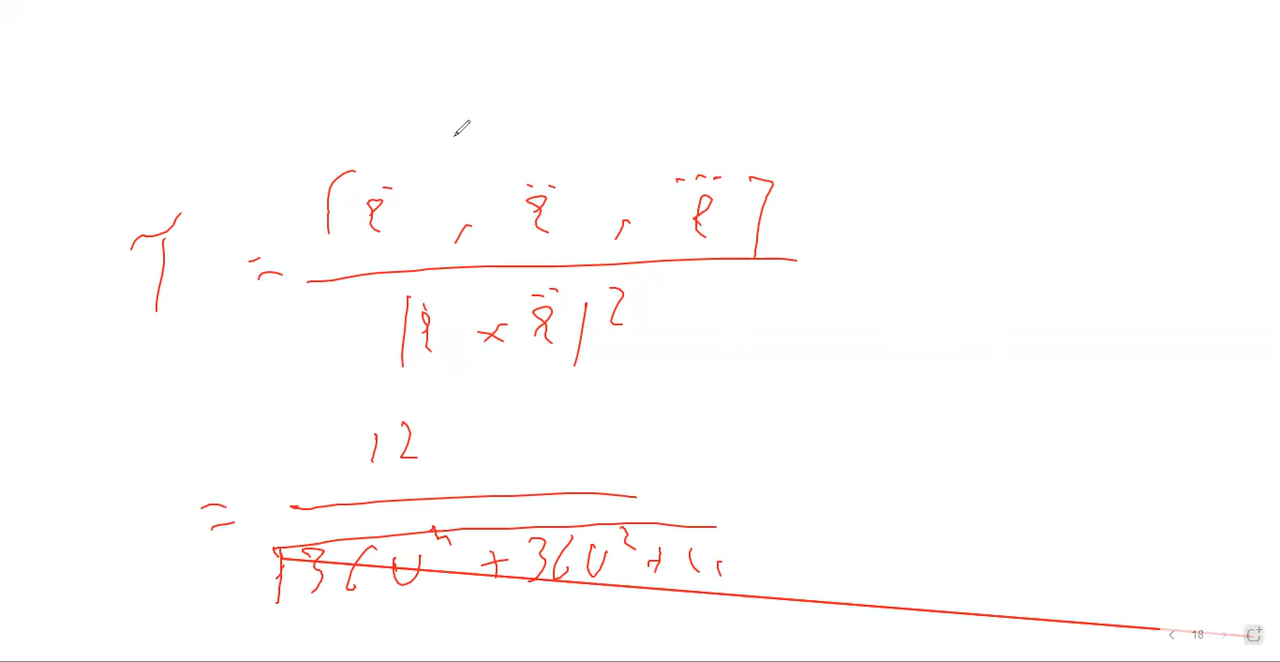 τ = [ṙ, r̈, r⃛] / |ṙ × r̈|²
= 12 / √36u⁴ + 36u² + 4
18